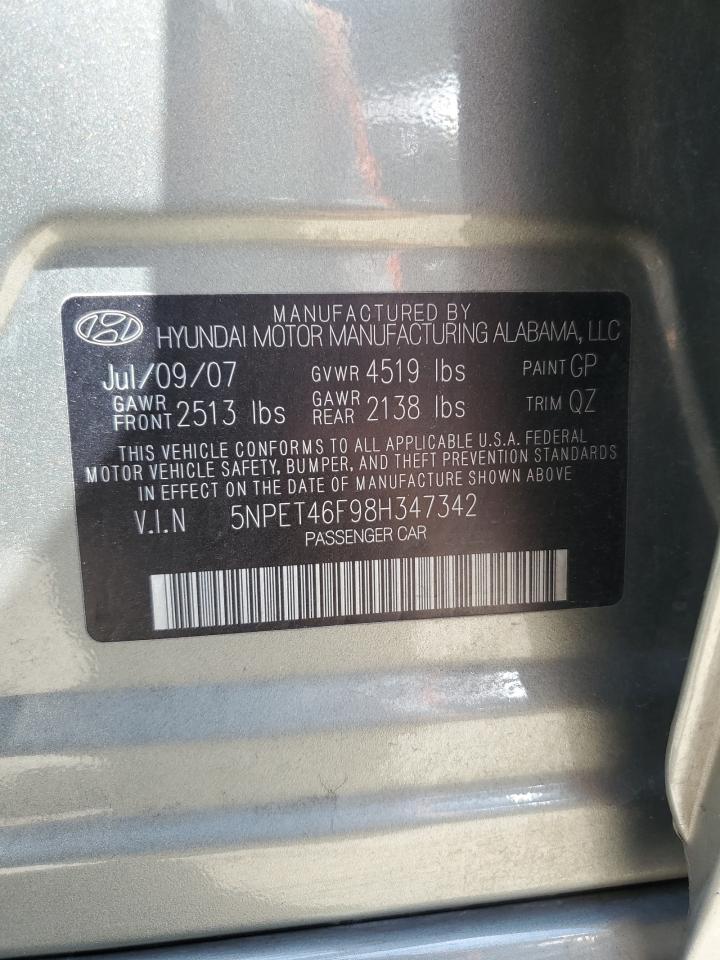 MANUFACTURED BY
HYUNDAI MOTOR MANUFACTURING ALABAMA, LLC
Jul/09/07 GVWR 4519 lbs PAINT GP
GAWR FRONT 2513 lbs GAWR REAR 2138 lbs TRIM QZ
THIS VEHICLE CONFORMS TO ALL APPLICABLE U.S.A. FEDERAL
MOTOR VEHICLE SAFETY, BUMPER, AND THEFT PREVENTION STANDARDS
IN EFFECT ON THE DATE OF MANUFACTURE SHOWN ABOVE.
V.I.N 5NPET46F98H347342
PASSENGER CAR